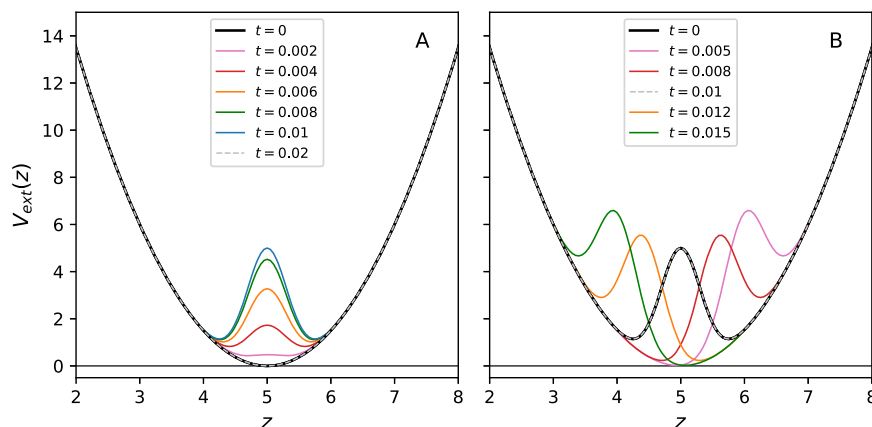 A
V_ext(z)
14
12
10
8
6
4
2
0
t = 0
t = 0.002
t = 0.004
t = 0.006
t = 0.008
t = 0.01
t = 0.02
2 3 4 5 6 7 8
z
B
t = 0
t = 0.005
t = 0.008
t = 0.01
t = 0.012
t = 0.015
2 3 4 5 6 7 8
z